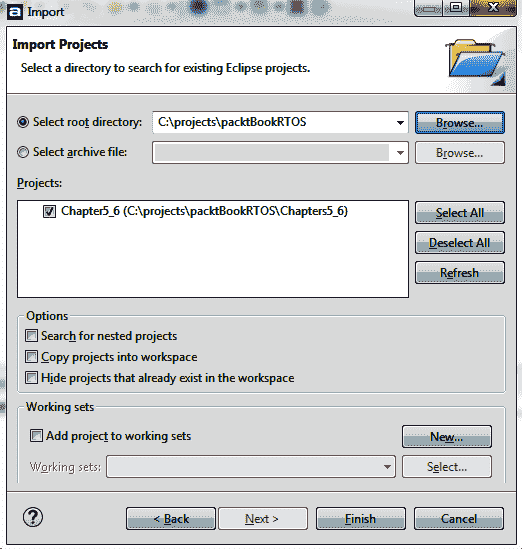 a Import
Import Projects
Select a directory to search for existing Eclipse projects.
Select root directory: C:\projects\packtBookRTOS Browse...
Select archive file: Browse...
Projects:
Chapter5_6 (C:\projects\packtBookRTOS\Chapters5_6)
Select All
Deselect All
Refresh
Options
Search for nested projects
Copy projects into workspace
Hide projects that already exist in the workspace
Working sets
Add project to working sets New...
Working sets: Select...
? < Back Next > Finish Cancel